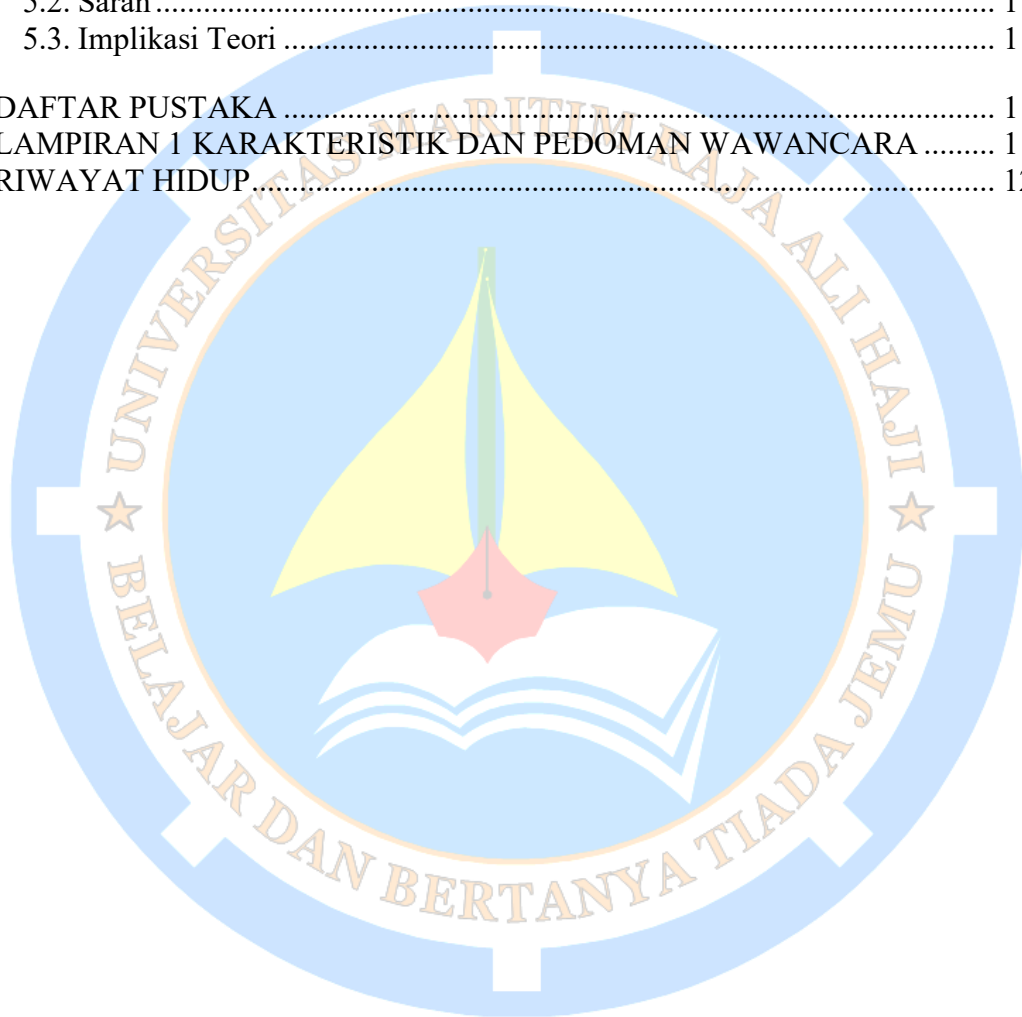 5.2. Saran ........................................................................................................ 1
5.3. Implikasi Teori ......................................................................................... 1
DAFTAR PUSTAKA ......................................................................................... 1
LAMPIRAN 1 KARAKTERISTIK DAN PEDOMAN WAWANCARA ......... 1
RIWAYAT HIDUP............................................................................................. 12
UNIVERSITAS MARITIM RAJA ALI HAJI
BELAJAR DAN BERTANYA TIADA JEMU